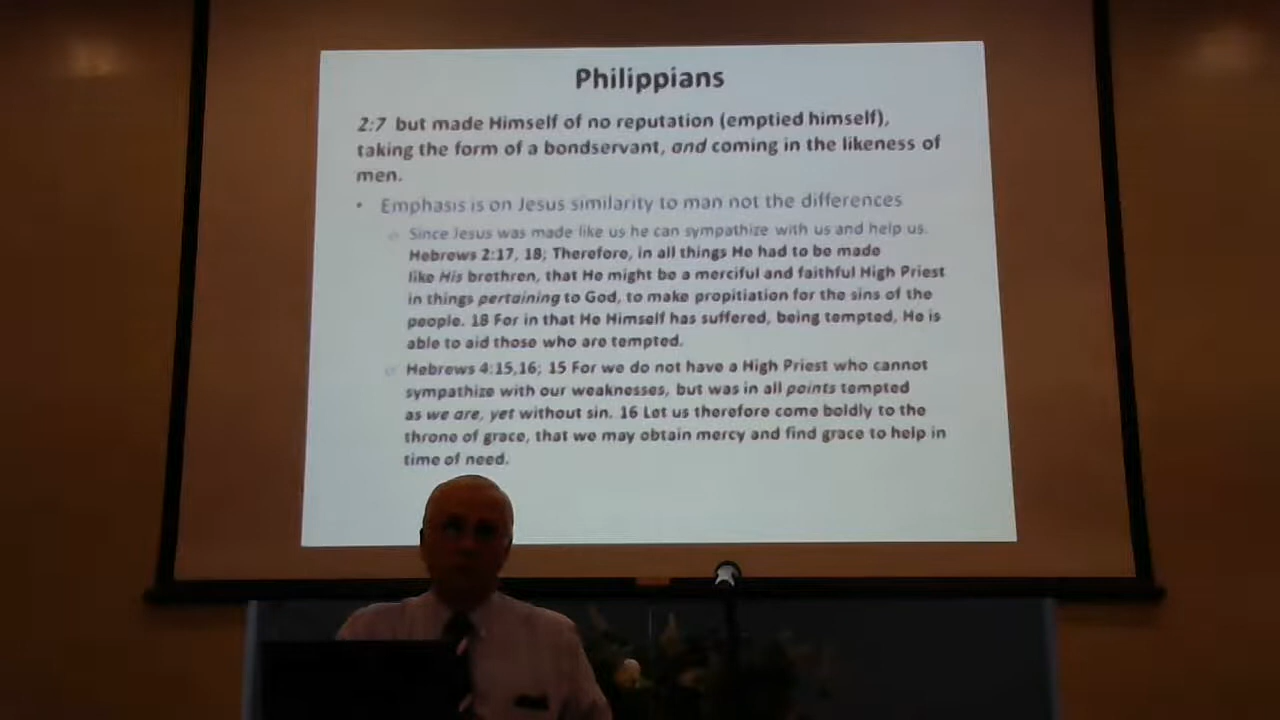 Philippians
2:7 but made Himself of no reputation (emptied himself),
taking the form of a bondservant, and coming in the likeness of
men.
• Emphasis is on Jesus similarity to man not the differences
Since Jesus was made like us he can sympathize with us and help us.
Hebrews 2:17, 18; Therefore, in all things He had to be made
like His brethren, that He might be a merciful and faithful High Priest
in things pertaining to God, to make propitiation for the sins of the
people. 18 For in that He Himself has suffered, being tempted, He is
able to aid those who are tempted.
Hebrews 4:15,16; 15 For we do not have a High Priest who cannot
sympathize with our weaknesses, but was in all points tempted
as we are, yet without sin. 16 Let us therefore come boldly to the
throne of grace, that we may obtain mercy and find grace to help in
time of need.